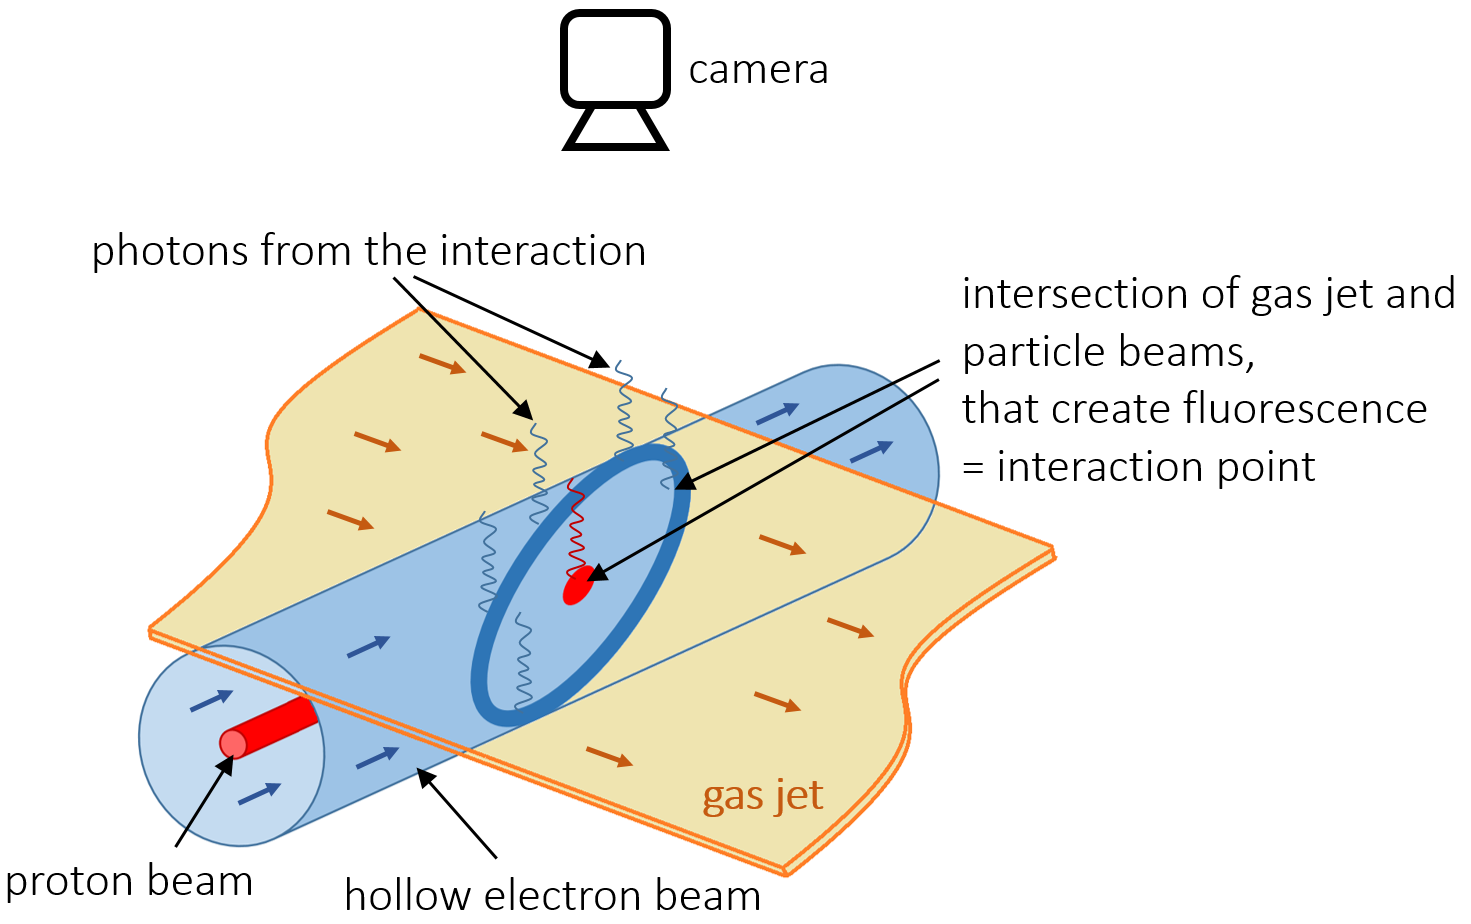 camera
photons from the interaction
intersection of gas jet and
particle beams,
that create fluorescence
= interaction point
gas jet
proton beam
hollow electron beam